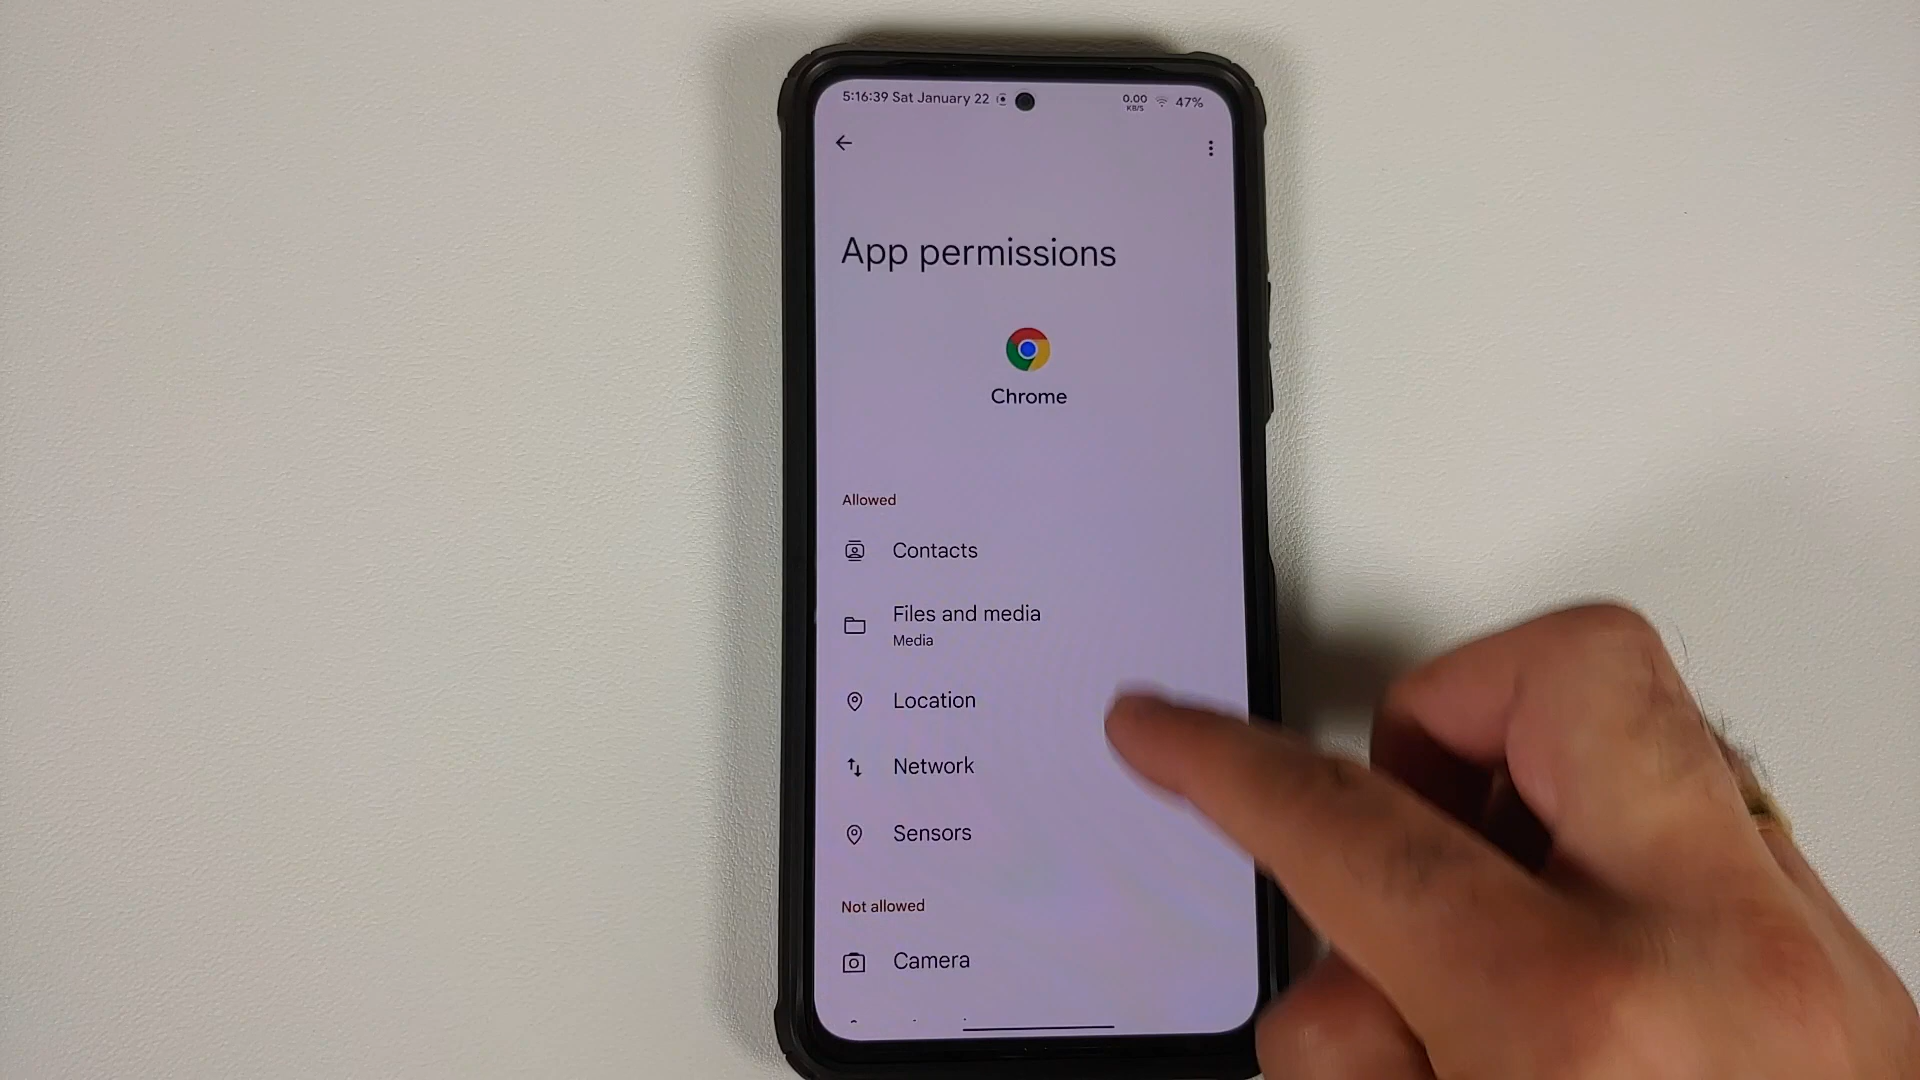 5:16:39 Sat January 22
0.00
KB/S
47%
App permissions
Chrome
Allowed
Contacts
Files and media
Media
Location
Network
Sensors
Not allowed
Camera